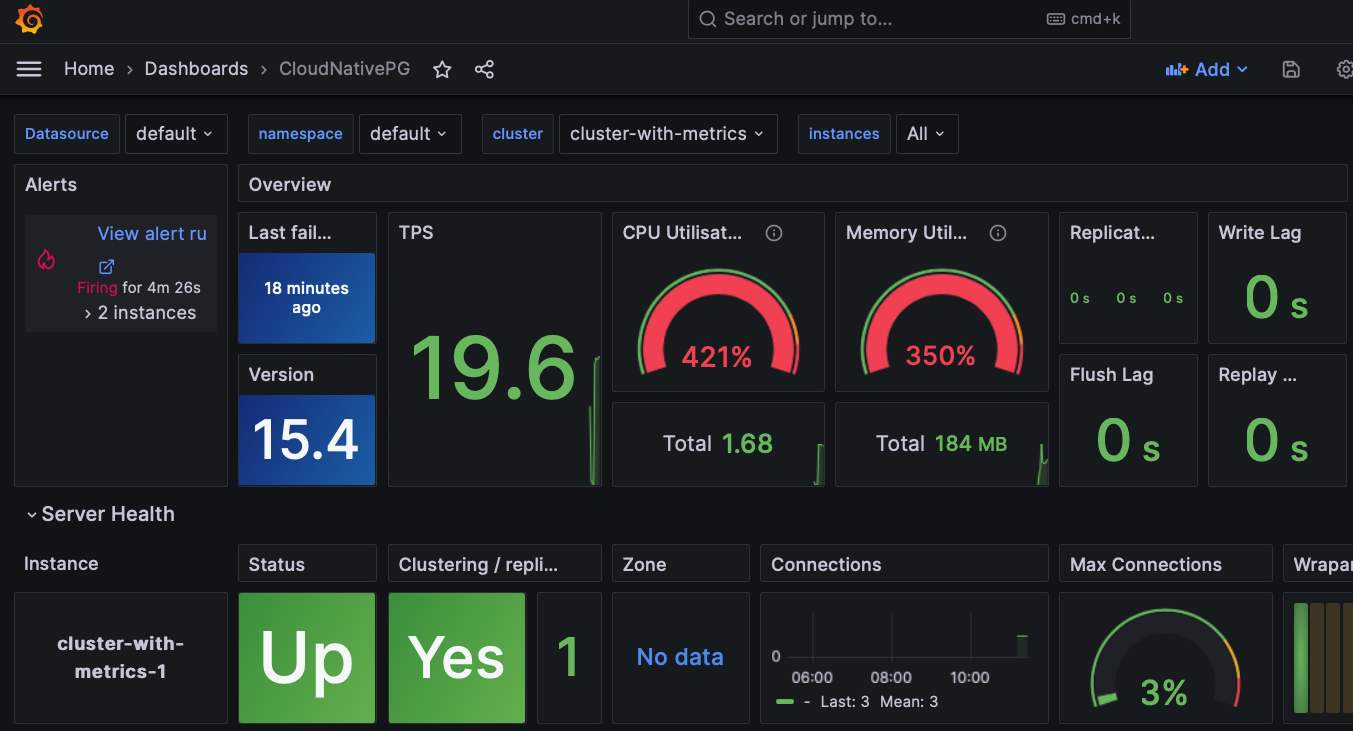 Search or jump to... cmd+k
Home › Dashboards › CloudNativePG Add
Datasource default namespace default cluster cluster-with-metrics instances All
Alerts
View alert ru
Firing for 4m 26s
› 2 instances
Overview
Last fail...
18 minutes
ago
Version
15.4
TPS
19.6
CPU Utilisat...
421%
Total 1.68
Memory Util...
350%
Total 184 MB
Replicat...
0 s 0 s 0 s
Write Lag
0 s
Flush Lag
0 s
Replay ...
0 s
Server Health
Instance Status Clustering / repli... Zone Connections Max Connections Wrapar
cluster-with-
metrics-1
Up
Yes
1
No data
0
06:00 08:00 10:00
- Last: 3 Mean: 3
3%